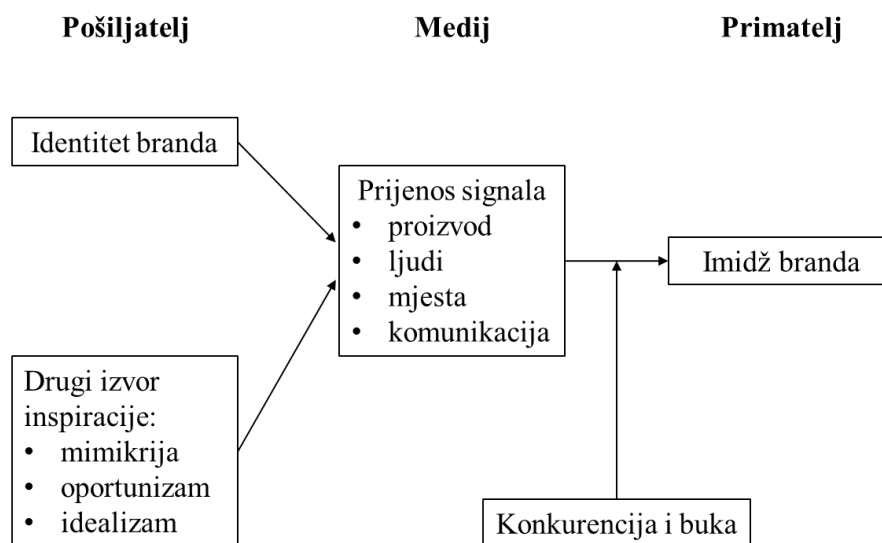 Pošiljatelj
Medij
Primatelj
Identitet branda
Prijenos signala
• proizvod
• ljudi
• mjesta
• komunikacija
Imidž branda
Drugi izvor
inspiracije:
• mimikrija
• oportunizam
• idealizam
Konkurencija i buka